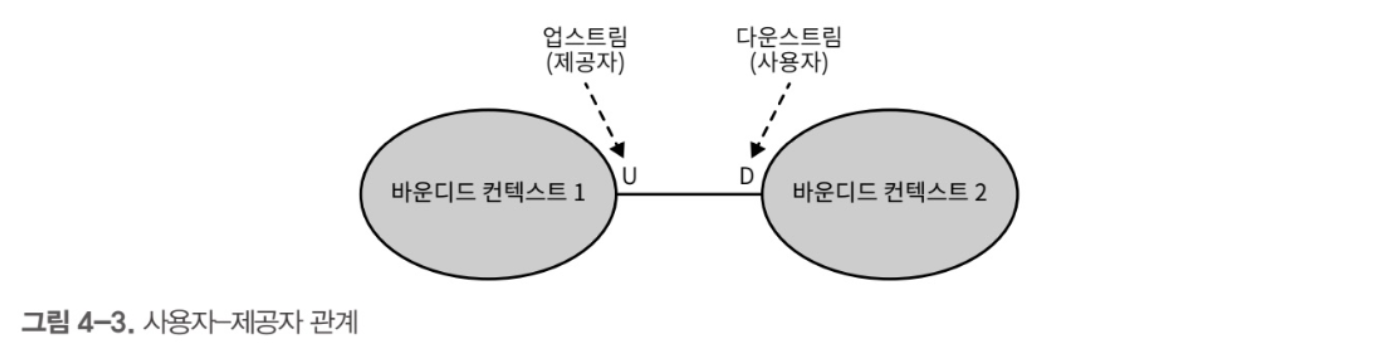 업스트림
(제공자)
다운스트림
(사용자)
U
D
바운디드 컨텍스트 1
바운디드 컨텍스트 2
그림 4-3. 사용자-제공자 관계